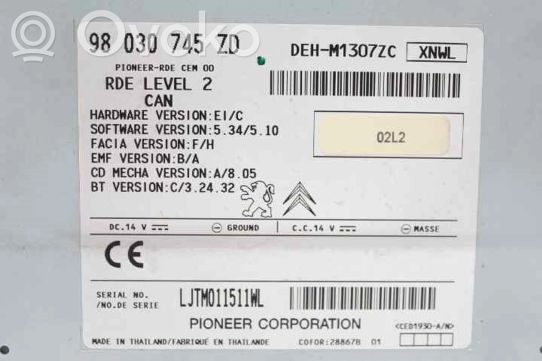 98 030 745 ZD
DEH-M1307ZC XNWL
PIONEER-RDE CEM 00
RDE LEVEL 2
CAN
HARDWARE VERSION:EI/C
SOFTWARE VERSION:5.34/5.10
FACIA VERSION:F/H
EMF VERSION:B/A
CD MECHA VERSION:A/8.05
BT VERSION:C/3.24.32
02L2
DC.14 V GROUND C.C.14 V MASSE
CE
SERIAL NO.
/NO.DE SERIE
LJTM011511WL
PIONEER CORPORATION
<CED1930-A/N>
MADE IN THAILAND/FABRIQUE EN THAILANDE COFOR:28867B 01
Ovoko